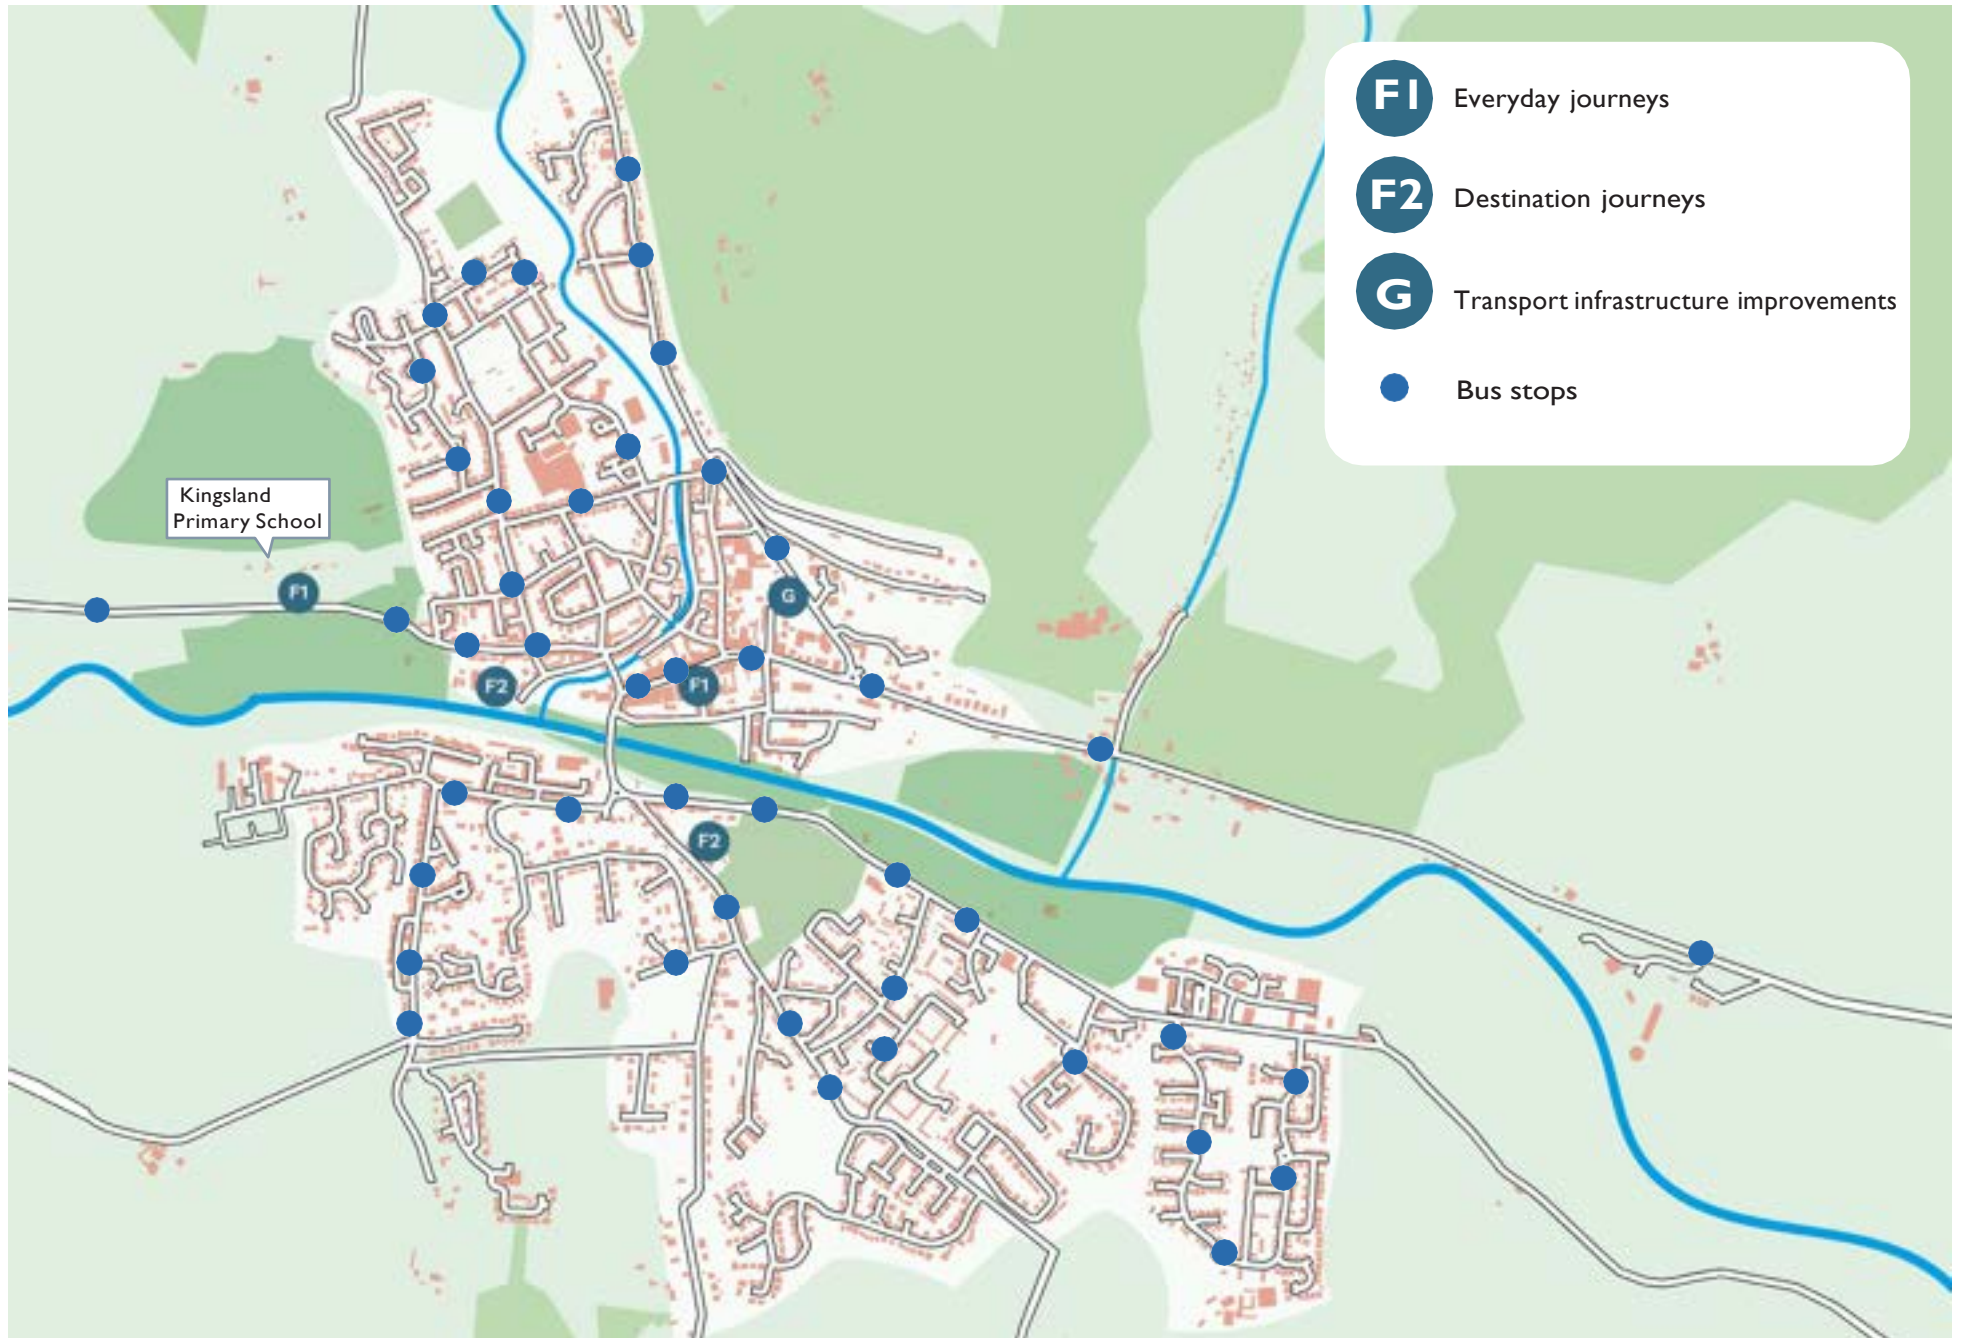 F1 Everyday journeys
F2 Destination journeys
G Transport infrastructure improvements
Bus stops
Kingsland
Primary School
F1
G
F2
F1
F2